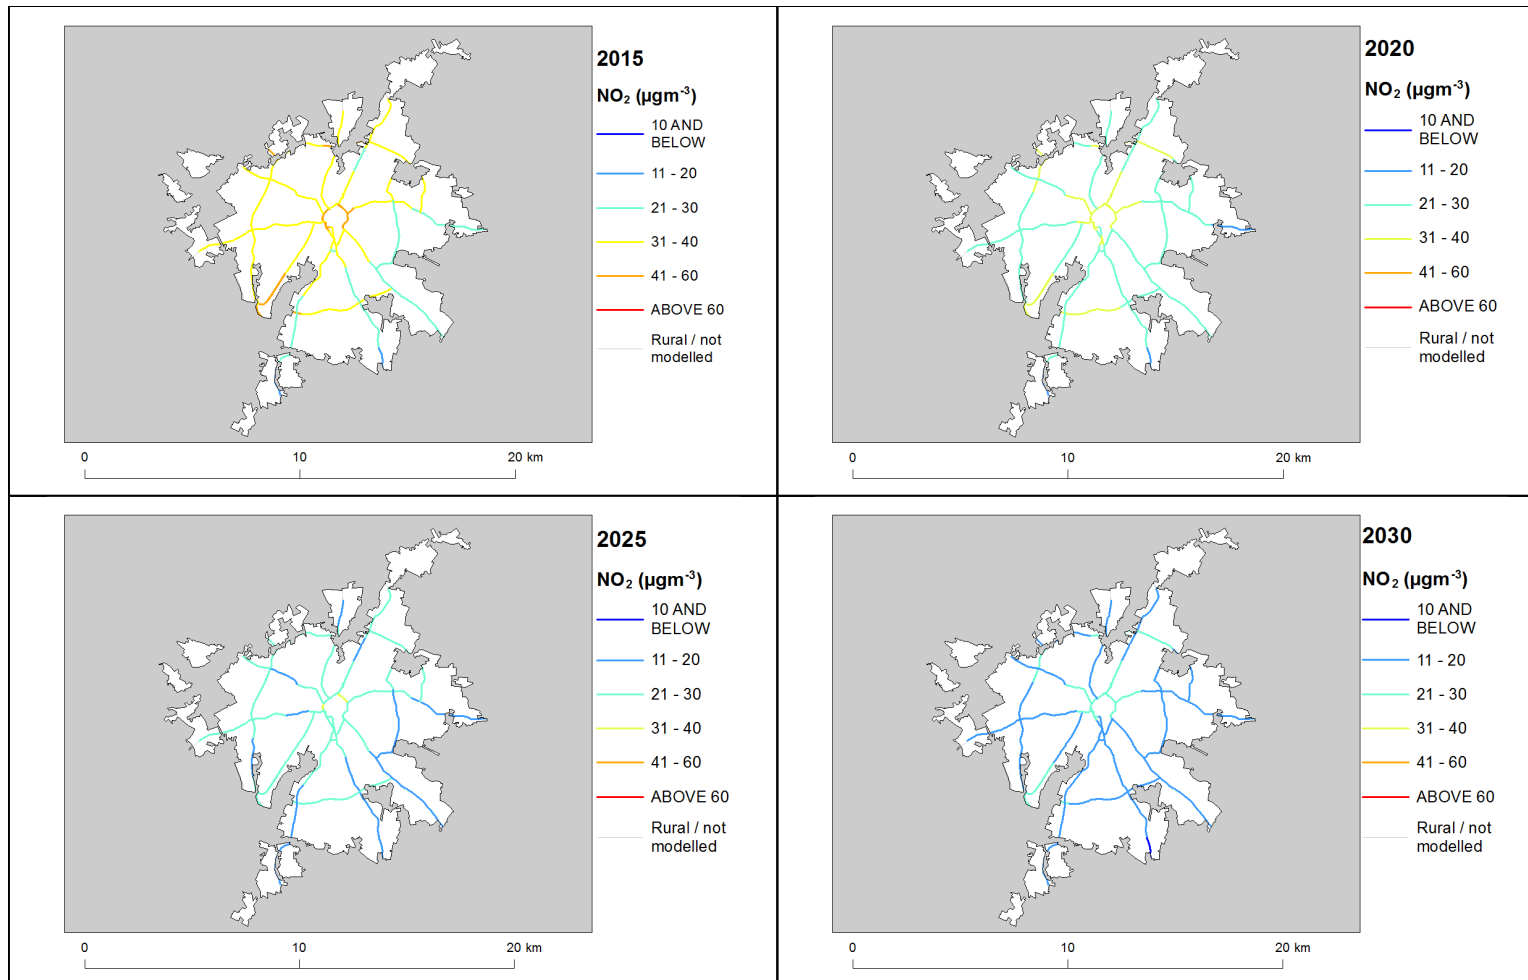 2015
NO₂ (µgm⁻³)
10 AND
BELOW
11 - 20
21 - 30
31 - 40
41 - 60
ABOVE 60
Rural / not
modelled
0
10
20 km
2020
NO₂ (µgm⁻³)
10 AND
BELOW
11 - 20
21 - 30
31 - 40
41 - 60
ABOVE 60
Rural / not
modelled
0
10
20 km
2025
NO₂ (µgm⁻³)
10 AND
BELOW
11 - 20
21 - 30
31 - 40
41 - 60
ABOVE 60
Rural / not
modelled
0
10
20 km
2030
NO₂ (µgm⁻³)
10 AND
BELOW
11 - 20
21 - 30
31 - 40
41 - 60
ABOVE 60
Rural / not
modelled
0
10
20 km